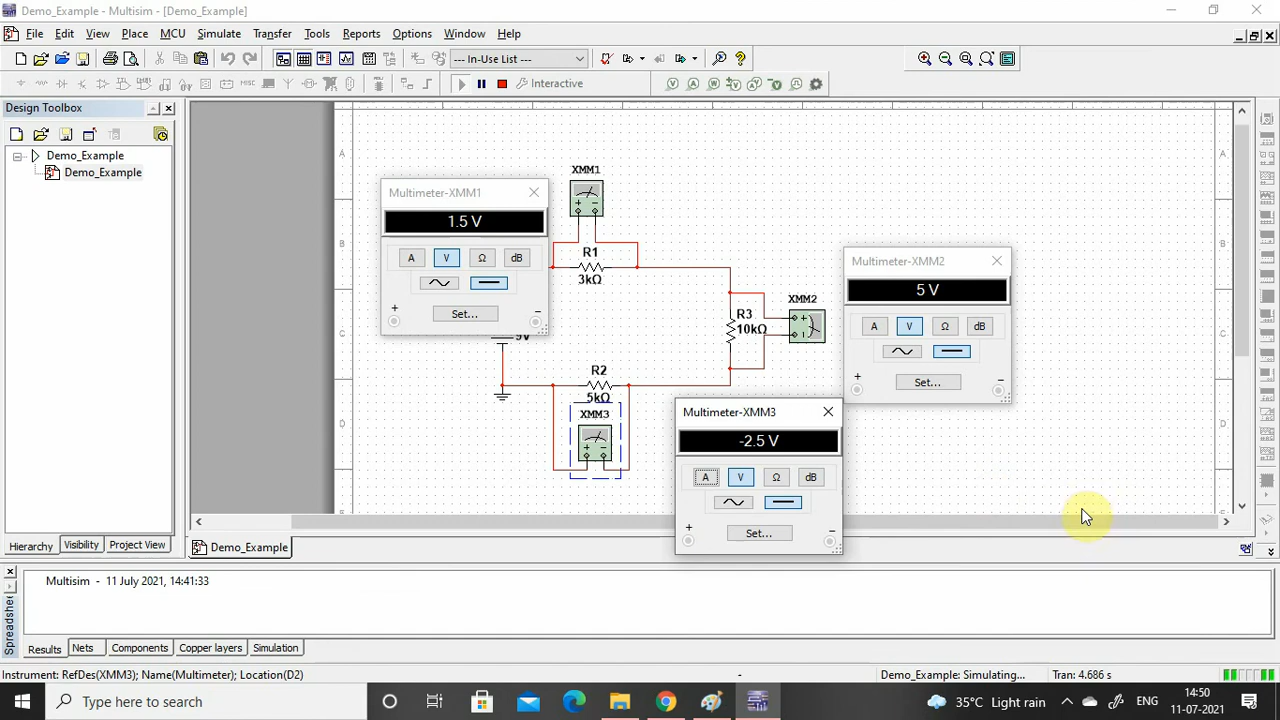 Demo_Example - Multisim - [Demo_Example]
File Edit View Place MCU Simulate Transfer Tools Reports Options Window Help
--- In-Use List ---
Interactive
Design Toolbox
Demo_Example
Demo_Example
A
B
C
D
A
B
C
D
XMM1
Multimeter-XMM1
1.5 V
A V Ω dB
+ −
Set...
R1
3kΩ
Multimeter-XMM2
5 V
A V Ω dB
+ −
Set...
XMM2
R3
10kΩ
R2
5kΩ
XMM3
Multimeter-XMM3
-2.5 V
A V Ω dB
+ −
Set...
Hierarchy Visibility Project View
Demo_Example
Multisim - 11 July 2021, 14:41:33
Spreadsheet
Results Nets Components Copper layers Simulation
Instrument: RefDes(XMM3); Name(Multimeter); Location(D2)
-
Demo_Example: Simulating...
Tran: 4.686 s
Type here to search
35°C Light rain
ENG
14:50
11-07-2021